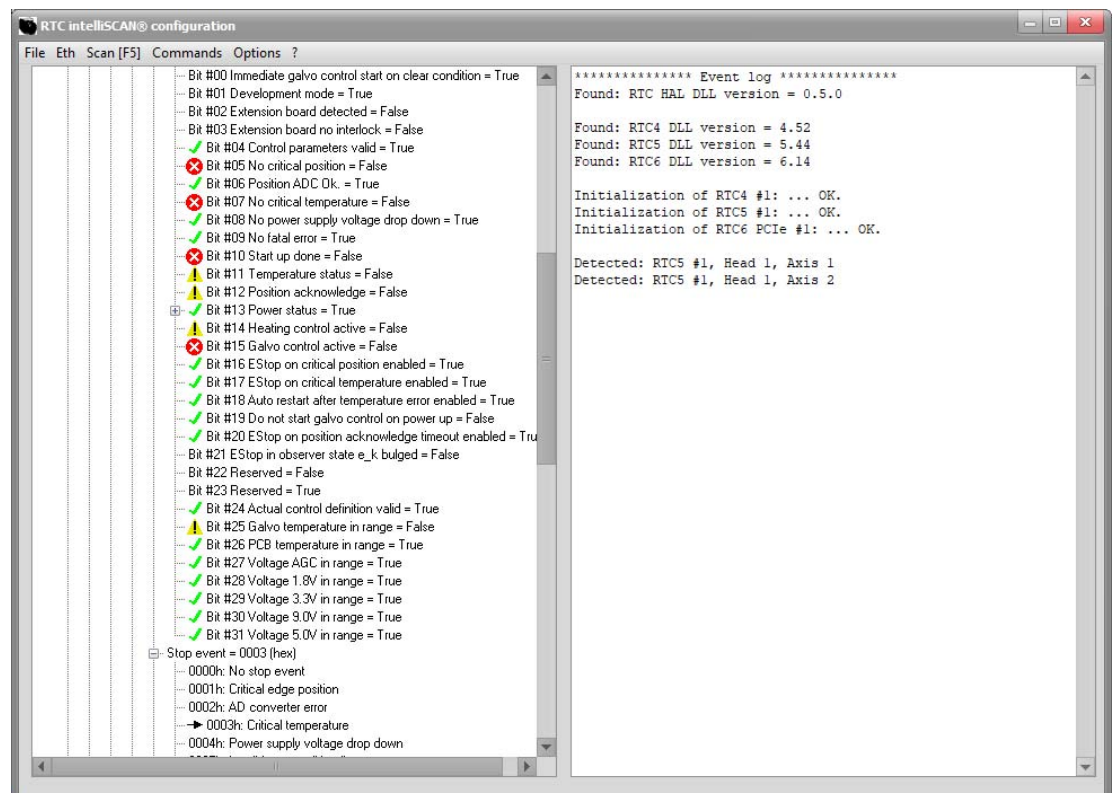 RTC intelliSCAN® configuration
File Eth Scan [F5] Commands Options ?
Bit #00 Immediate galvo control start on clear condition = True
Bit #01 Development mode = True
Bit #02 Extension board detected = False
Bit #03 Extension board no interlock = False
Bit #04 Control parameters valid = True
Bit #05 No critical position = False
Bit #06 Position ADC Ok. = True
Bit #07 No critical temperature = False
Bit #08 No power supply voltage drop down = True
Bit #09 No fatal error = True
Bit #10 Start up done = False
Bit #11 Temperature status = False
Bit #12 Position acknowledge = False
Bit #13 Power status = True
Bit #14 Heating control active = False
Bit #15 Galvo control active = False
Bit #16 EStop on critical position enabled = True
Bit #17 EStop on critical temperature enabled = True
Bit #18 Auto restart after temperature error enabled = True
Bit #19 Do not start galvo control on power up = False
Bit #20 EStop on position acknowledge timeout enabled = Tru
Bit #21 EStop in observer state e_k bulged = False
Bit #22 Reserved = False
Bit #23 Reserved = True
Bit #24 Actual control definition valid = True
Bit #25 Galvo temperature in range = False
Bit #26 PCB temperature in range = True
Bit #27 Voltage AGC in range = True
Bit #28 Voltage 1.8V in range = True
Bit #29 Voltage 3.3V in range = True
Bit #30 Voltage 9.0V in range = True
Bit #31 Voltage 5.0V in range = True
Stop event = 0003 (hex)
0000h: No stop event
0001h: Critical edge position
0002h: AD converter error
0003h: Critical temperature
0004h: Power supply voltage drop down
*************** Event log ***************
Found: RTC HAL DLL version = 0.5.0
Found: RTC4 DLL version = 4.52
Found: RTC5 DLL version = 5.44
Found: RTC6 DLL version = 6.14
Initialization of RTC4 #1: ... OK.
Initialization of RTC5 #1: ... OK.
Initialization of RTC6 PCIe #1: ... OK.
Detected: RTC5 #1, Head 1, Axis 1
Detected: RTC5 #1, Head 1, Axis 2